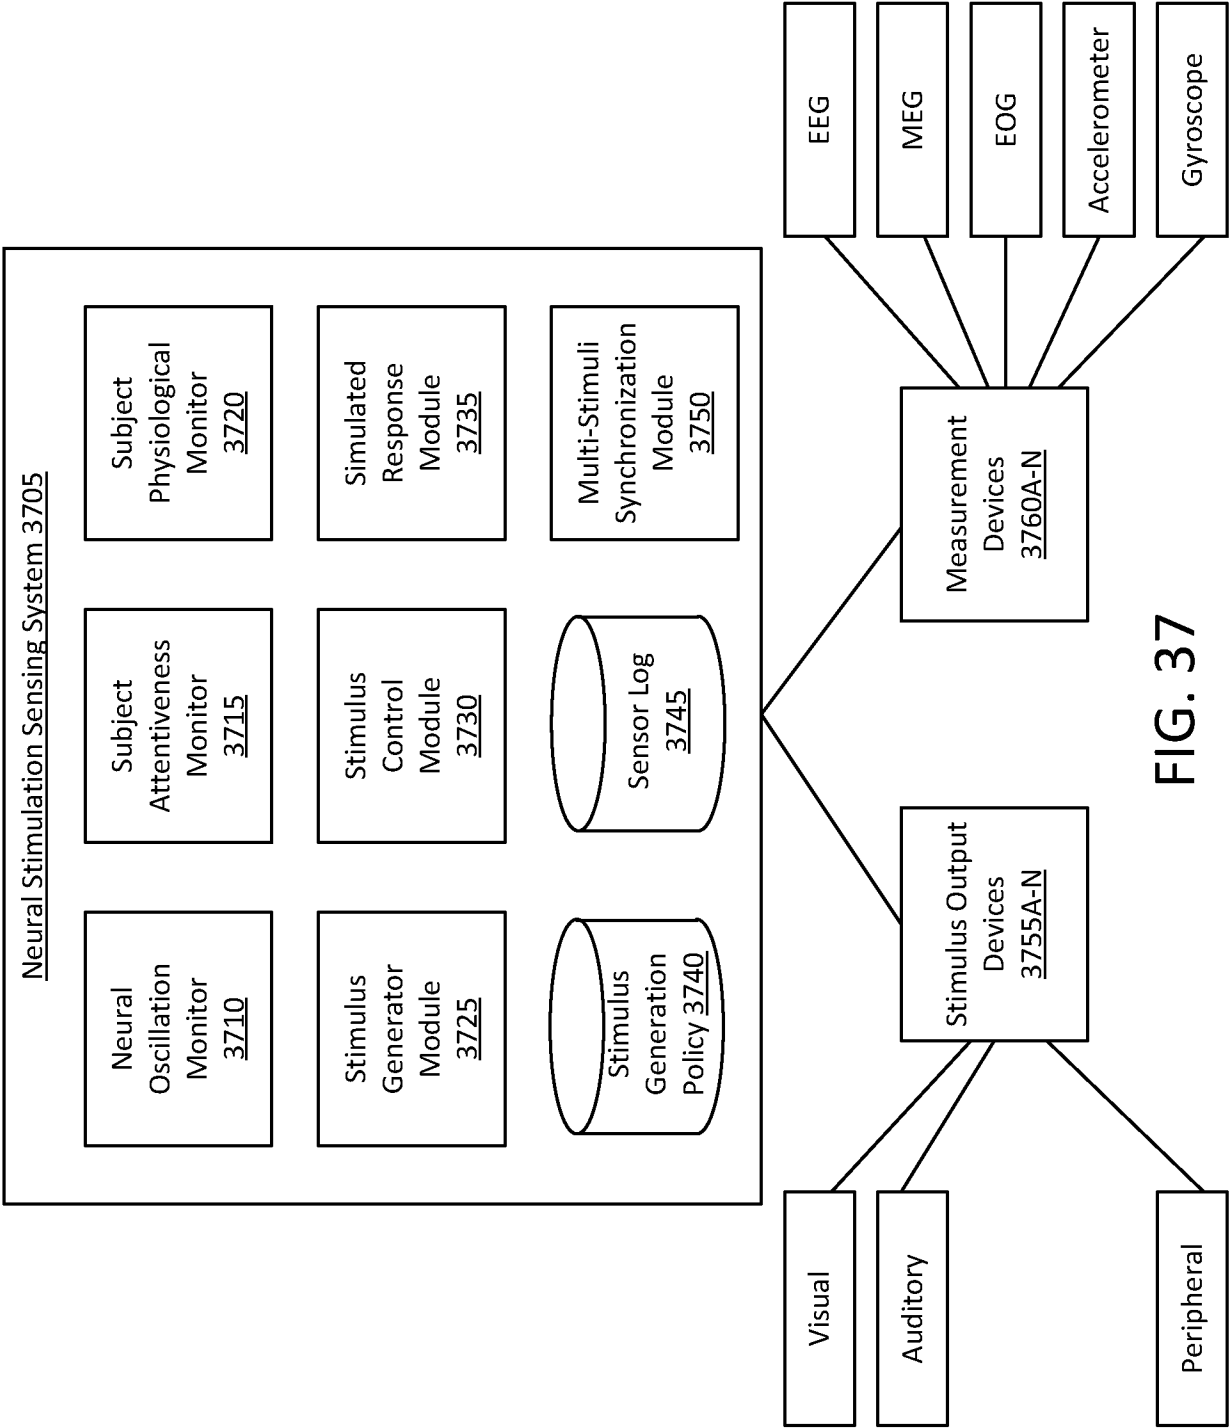 Neural Stimulation Sensing System 3705
Neural
Oscillation
Monitor
3710
Subject
Attentiveness
Monitor
3715
Subject
Physiological
Monitor
3720
Stimulus
Generator
Module
3725
Stimulus
Control
Module
3730
Simulated
Response
Module
3735
Stimulus
Generation
Policy 3740
Sensor Log
3745
Multi-Stimuli
Synchronization
Module
3750
Visual
Auditory
Peripheral
Stimulus Output
Devices
3755A-N
Measurement
Devices
3760A-N
EEG
MEG
EOG
Accelerometer
Gyroscope
FIG. 37